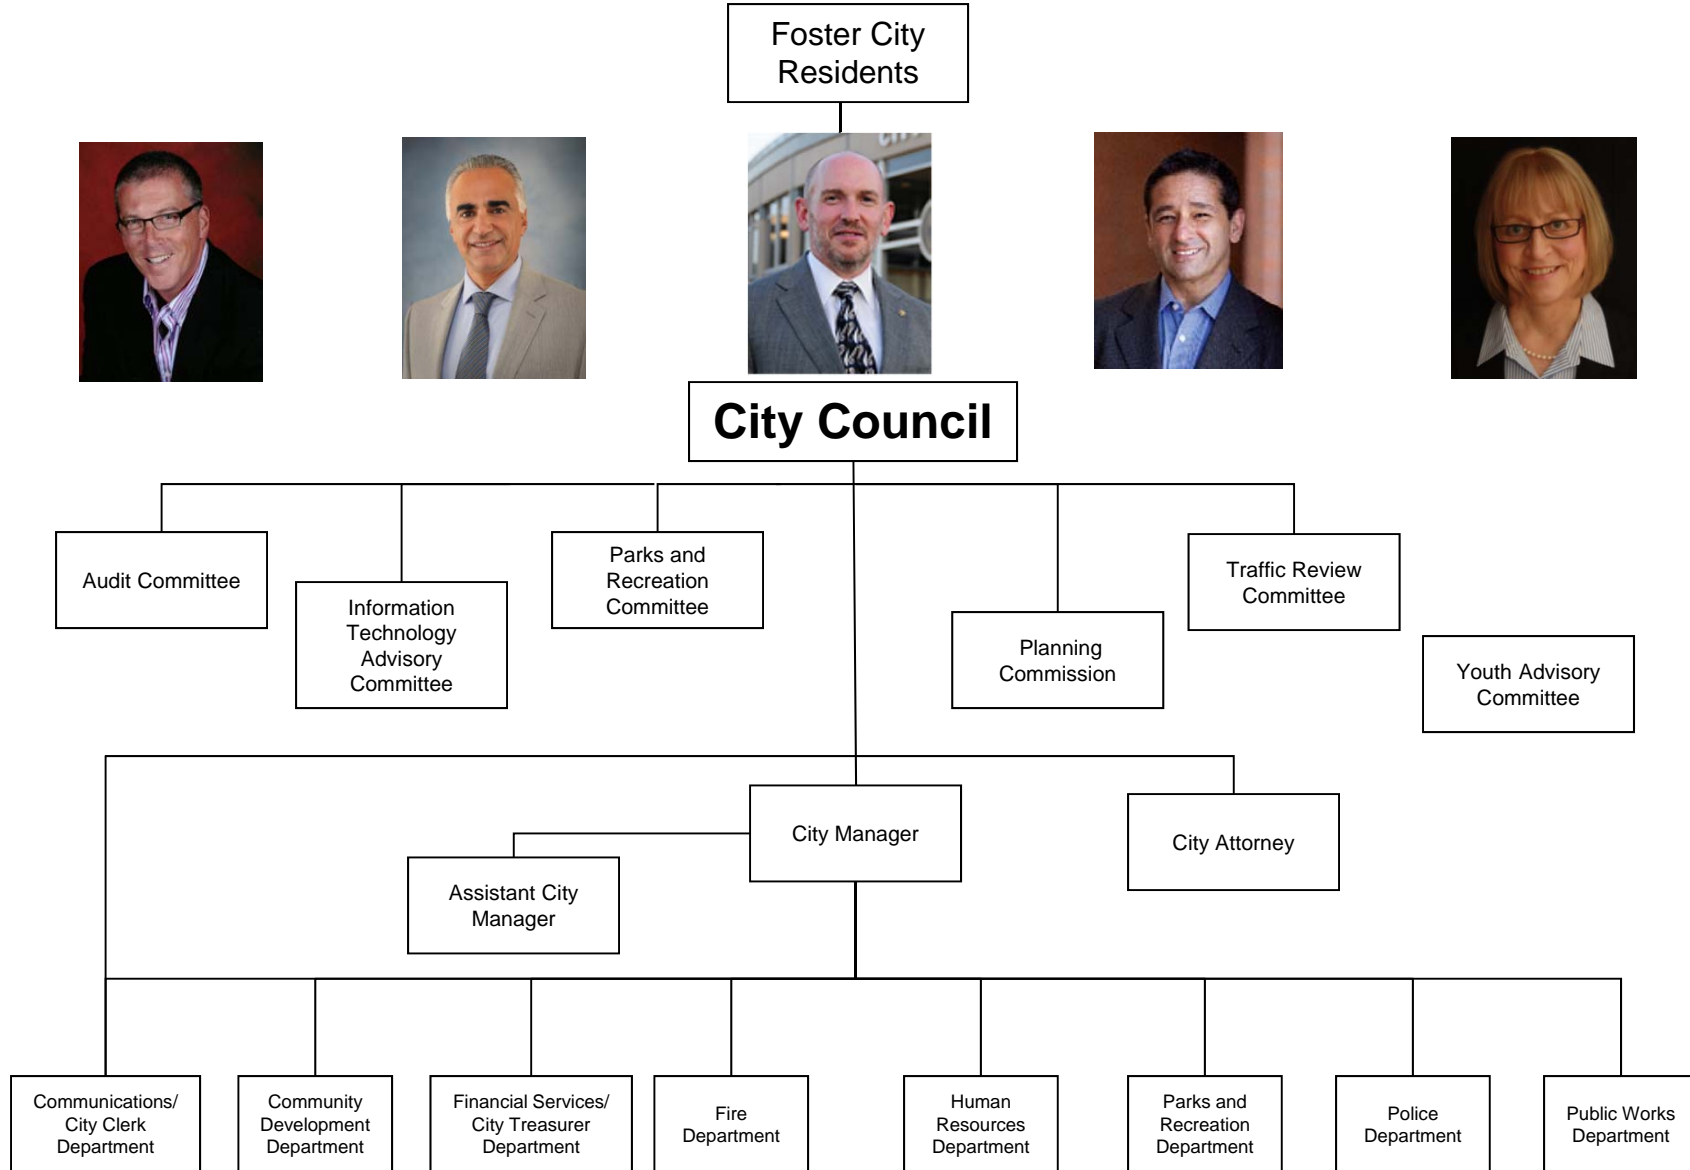 Foster City
Residents
City Council
Audit Committee
Information
Technology
Advisory
Committee
Parks and
Recreation
Committee
Planning
Commission
Traffic Review
Committee
Youth Advisory
Committee
City Manager
City Attorney
Assistant City
Manager
Communications/
City Clerk
Department
Community
Development
Department
Financial Services/
City Treasurer
Department
Fire
Department
Human
Resources
Department
Parks and
Recreation
Department
Police
Department
Public Works
Department